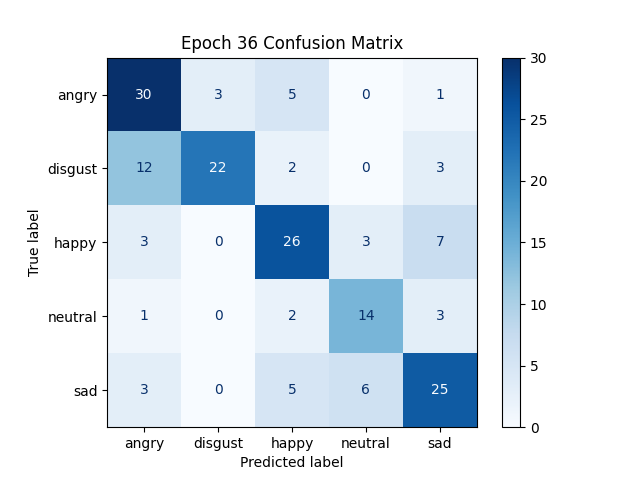 Epoch 36 Confusion Matrix
True label
angry 30 3 5 0 1
disgust 12 22 2 0 3
happy 3 0 26 3 7
neutral 1 0 2 14 3
sad 3 0 5 6 25
angry disgust happy neutral sad
Predicted label
30
25
20
15
10
5
0